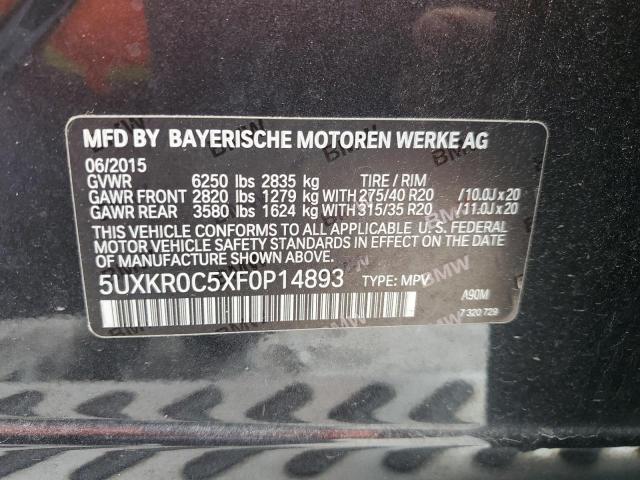 MFD BY BAYERISCHE MOTOREN WERKE AG
06/2015
GVWR 6250 lbs 2835 kg TIRE / RIM
GAWR FRONT 2820 lbs 1279 kg WITH 275/40 R20 /10.0J x 20
GAWR REAR 3580 lbs 1624 kg WITH 315/35 R20 /11.0J x 20
THIS VEHICLE CONFORMS TO ALL APPLICABLE U. S. FEDERAL
MOTOR VEHICLE SAFETY STANDARDS IN EFFECT ON THE DATE
OF MANUFACTURE SHOWN ABOVE.
5UXKR0C5XF0P14893 TYPE: MPV A90M
7 320 729